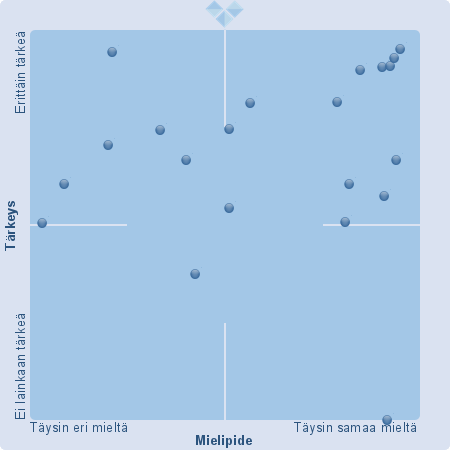 Erittäin tärkeä
Tärkeys
Ei lainkaan tärkeä
Täysin eri mieltä
Täysin samaa mieltä
Mielipide